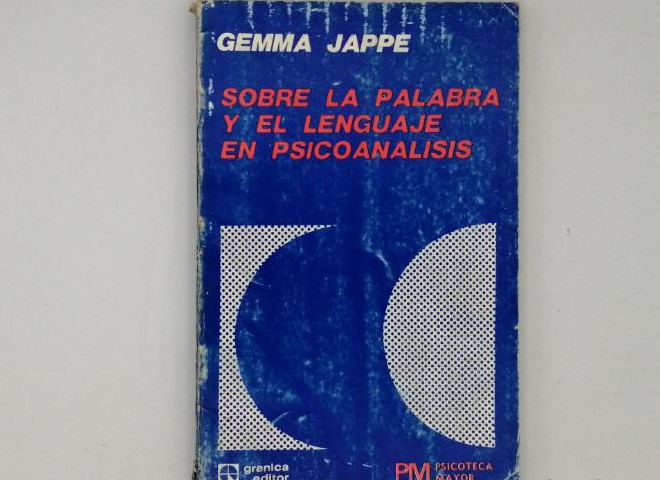 GEMMA JAPPE
SOBRE LA PALABRA
Y EL LENGUAJE
EN PSICOANALISIS
granica
editor
PM PSICOTECA
MAYOR